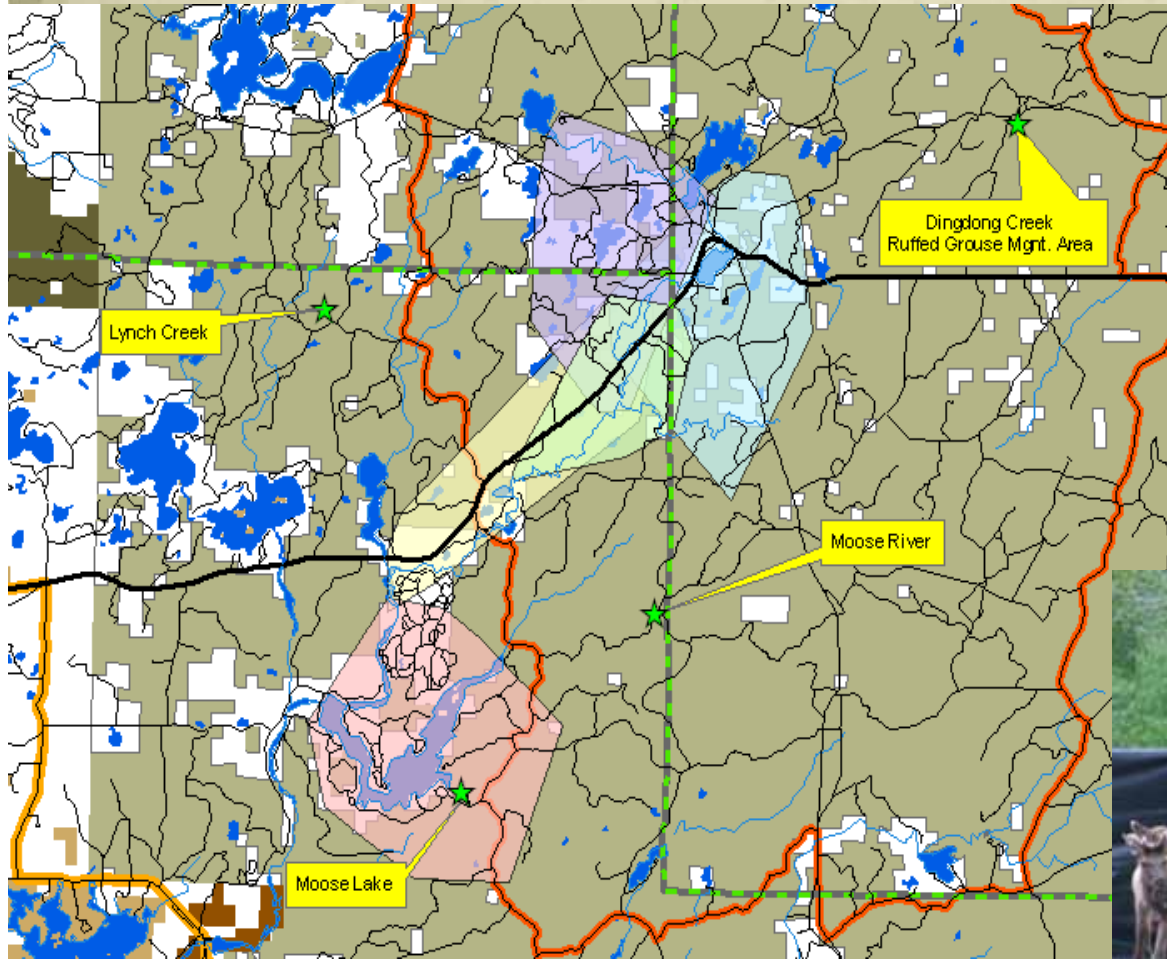 Dingdong Creek
Ruffed Grouse Mgnt. Area
Lynch Creek
Moose River
Moose Lake